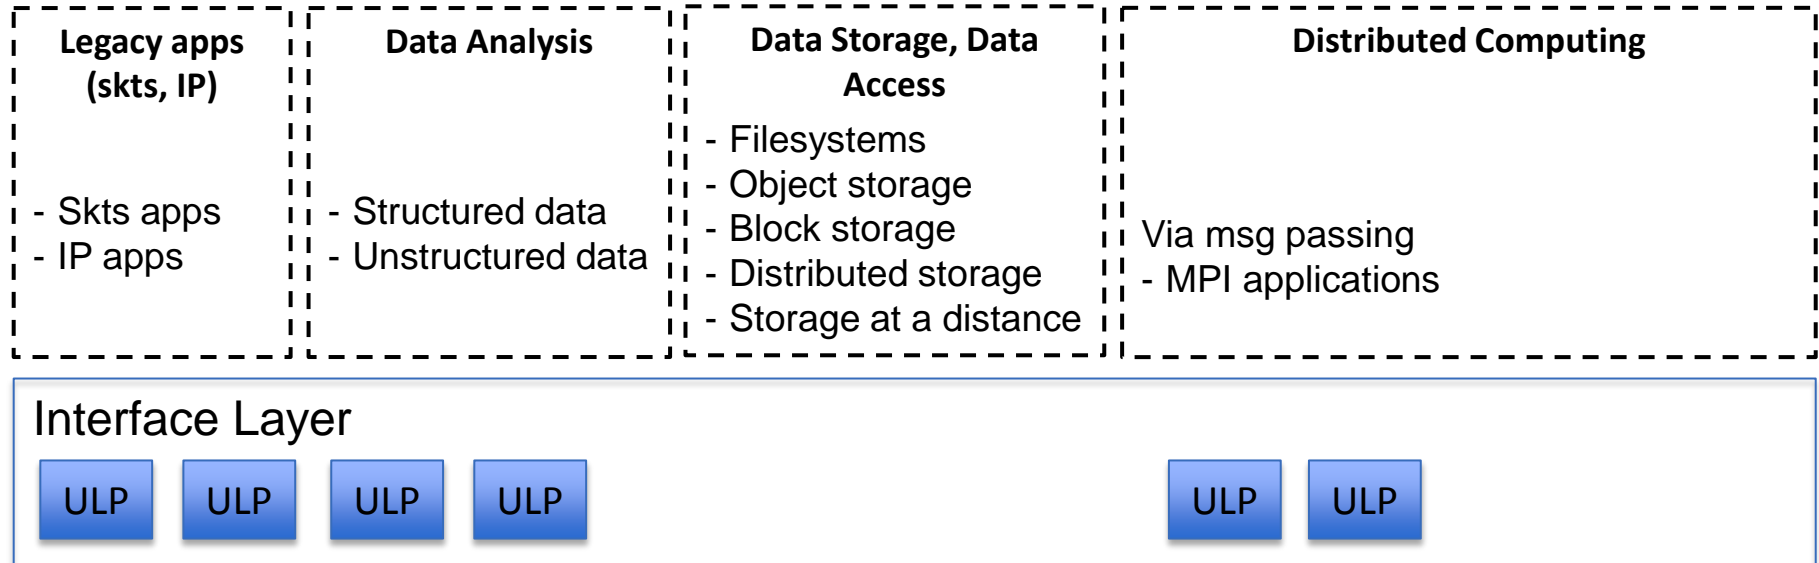 Legacy apps
(skts, IP)
- Skts apps
- IP apps
Data Analysis
- Structured data
- Unstructured data
Data Storage, Data
Access
- Filesystems
- Object storage
- Block storage
- Distributed storage
- Storage at a distance
Distributed Computing
Via msg passing
- MPI applications
Interface Layer
ULP
ULP
ULP
ULP
ULP
ULP